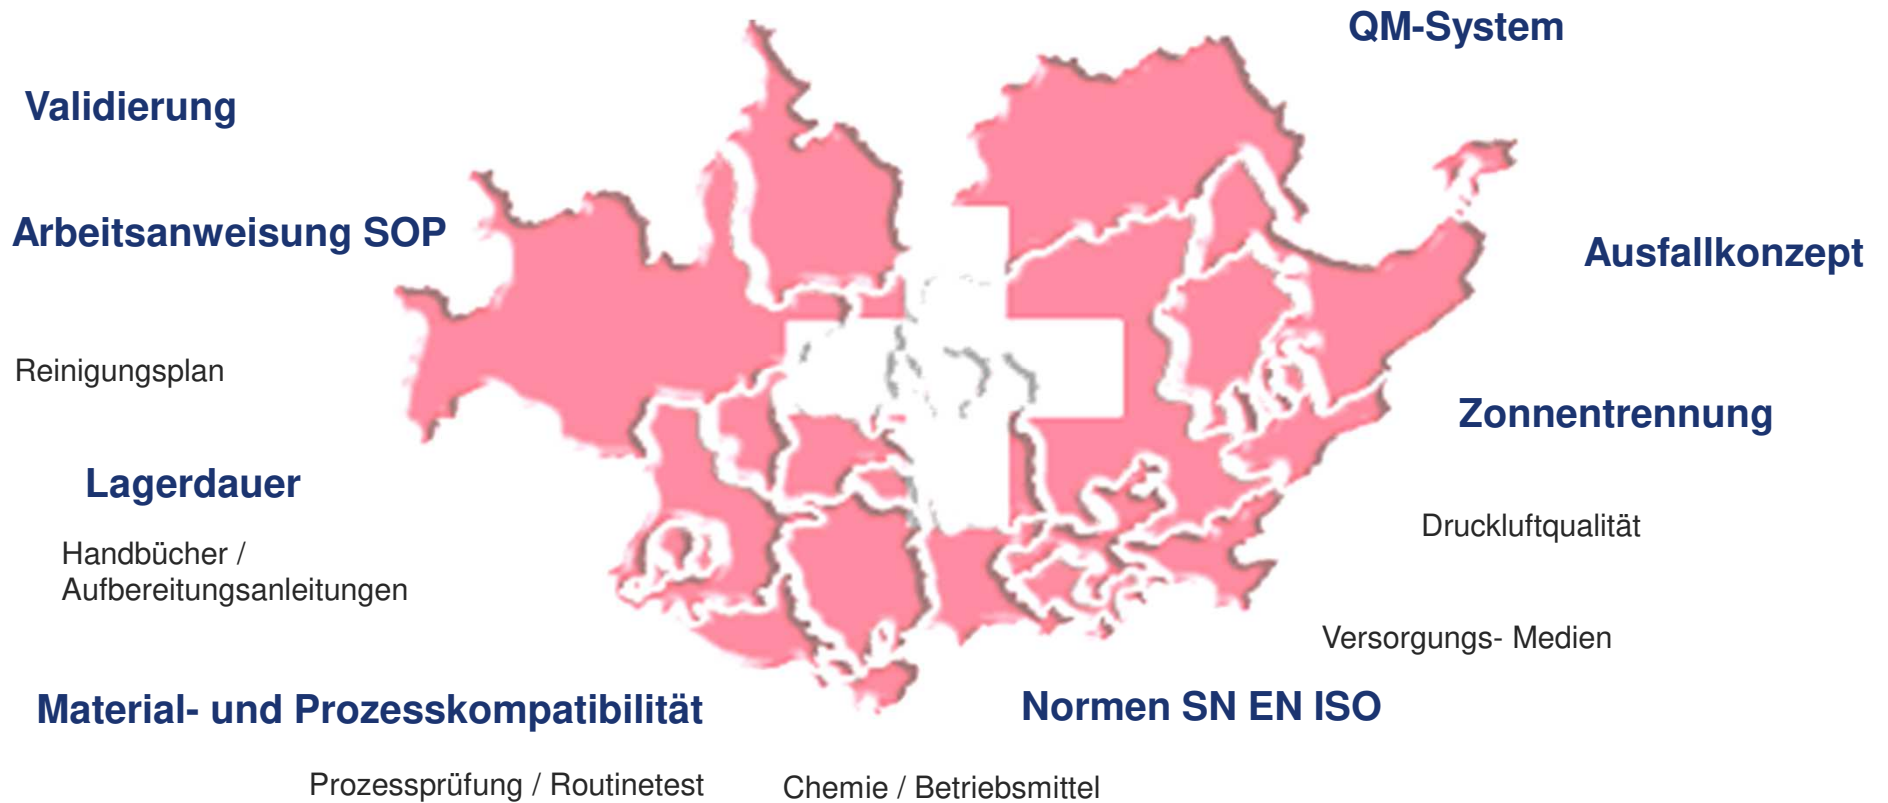 QM-System
Validierung
Arbeitsanweisung SOP
Ausfallkonzept
Reinigungsplan
Zonnentrennung
Lagerdauer
Druckluftqualität
Handbücher /
Aufbereitungsanleitungen
Versorgungs- Medien
Material- und Prozesskompatibilität
Normen SN EN ISO
Prozessprüfung / Routinetest
Chemie / Betriebsmittel